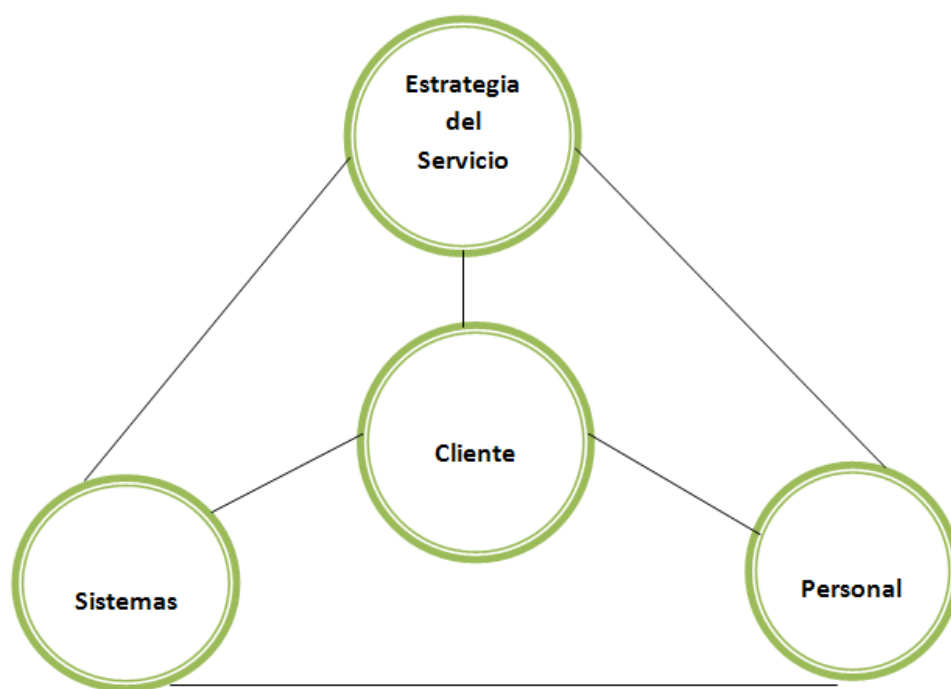 Estrategia
del
Servicio
Cliente
Sistemas
Personal